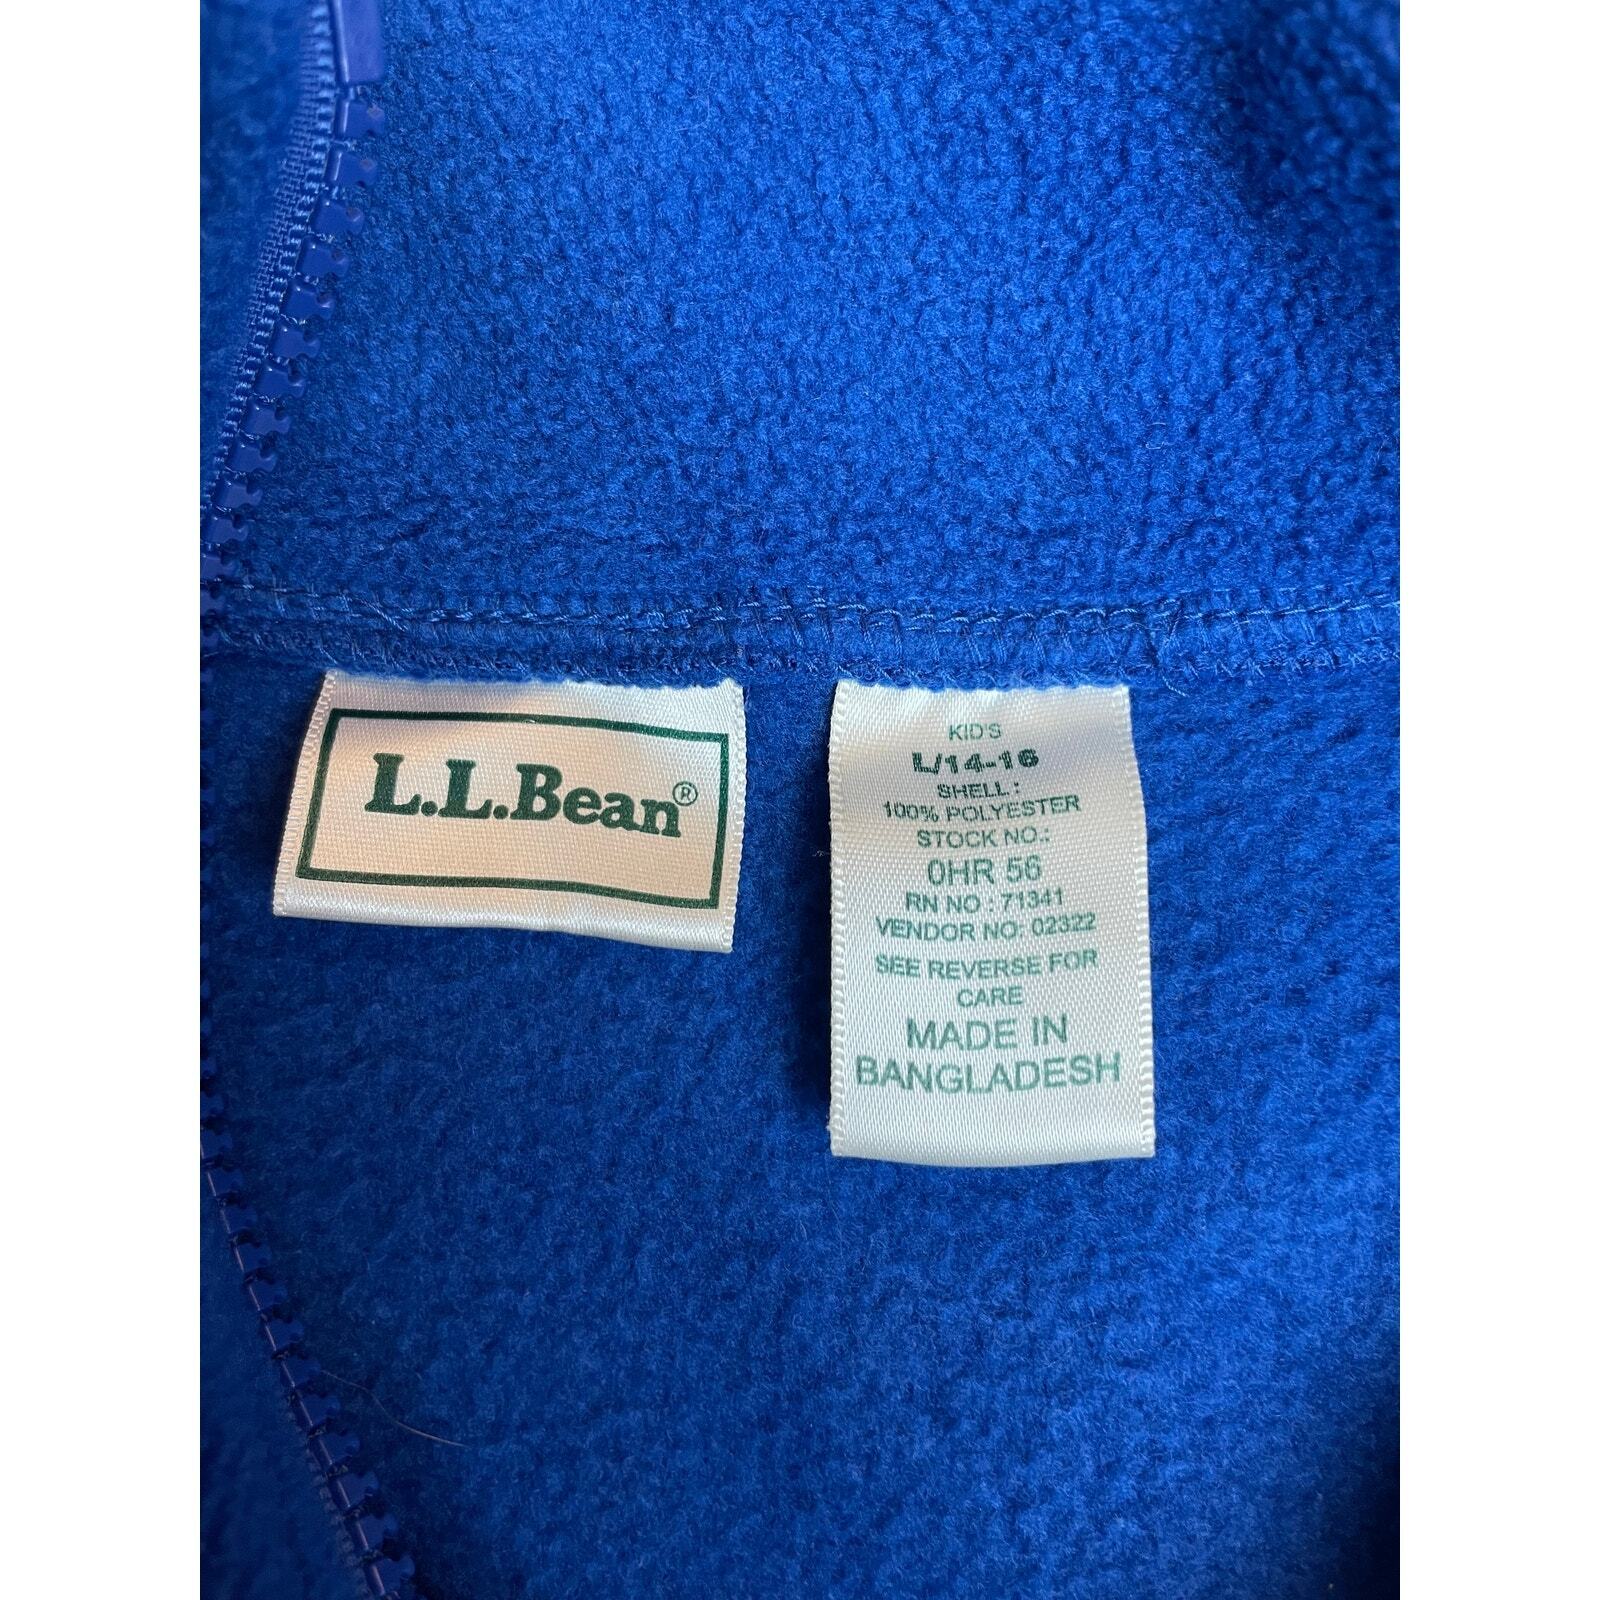 L.L.Bean®
KID'S
L/14-16
SHELL:
100% POLYESTER
STOCK NO.:
0HR 56
RN NO : 71341
VENDOR NO: 02322
SEE REVERSE FOR
CARE
MADE IN
BANGLADESH